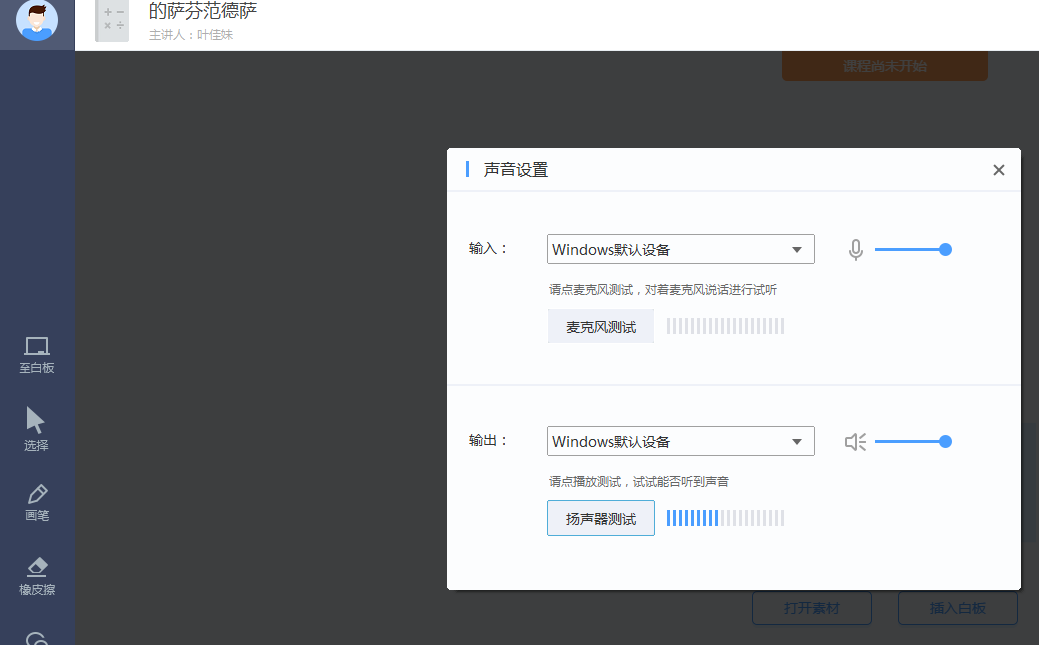 的萨芬范德萨
主讲人：叶佳妹
课程尚未开始
声音设置
输入：
Windows默认设备
请点麦克风测试，对着麦克风说话进行试听
麦克风测试
输出：
Windows默认设备
请点播放测试，试试能否听到声音
扬声器测试
至白板
选择
画笔
橡皮擦
打开素材
插入白板